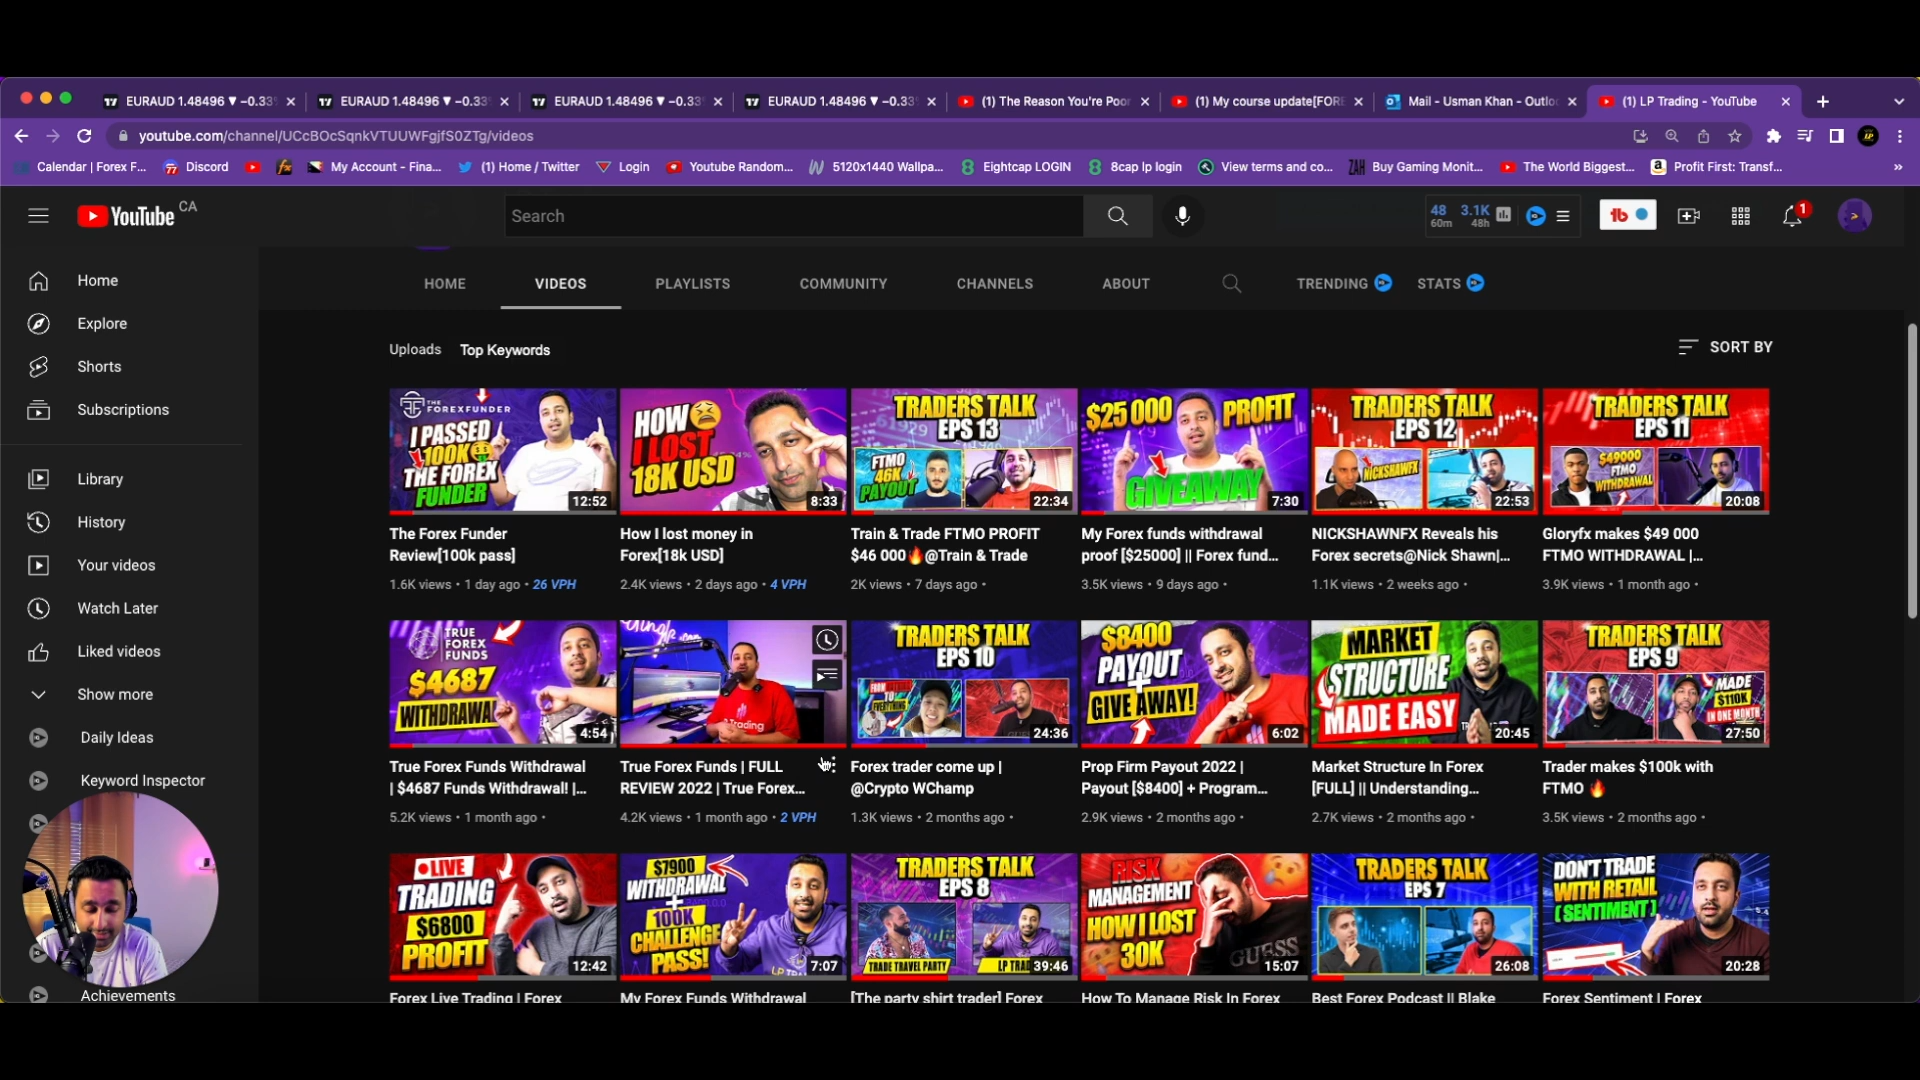 EURAUD 1.48496 ▼ −0.33
EURAUD 1.48496 ▼ −0.33
EURAUD 1.48496 ▼ −0.33
EURAUD 1.48496 ▼ −0.33
(1) The Reason You're Poor
(1) My course update[FORE
Mail - Usman Khan - Outlo
(1) LP Trading - YouTube
youtube.com/channel/UCcBOcSqnkVTUUWFgjfS0ZTg/videos
Calendar | Forex F...
Discord
My Account - Fina...
(1) Home / Twitter
Login
Youtube Random...
5120x1440 Wallpa...
Eightcap LOGIN
8cap lp login
View terms and co...
Buy Gaming Monit...
The World Biggest...
Profit First: Transf...
YouTube CA
Search
48 60m
3.1K 48h
1
HOME
VIDEOS
PLAYLISTS
COMMUNITY
CHANNELS
ABOUT
TRENDING
STATS
Home
Explore
Shorts
Subscriptions
Library
History
Your videos
Watch Later
Liked videos
Show more
Daily Ideas
Keyword Inspector
Achievements
Uploads
Top Keywords
SORT BY
THE FOREXFUNDER
I PASSED
100K
THE FOREX
FUNDER
12:52
The Forex Funder
Review[100k pass]
1.6K views • 1 day ago • 26 VPH
HOW
I LOST
18K USD
8:33
How I lost money in
Forex[18k USD]
2.4K views • 2 days ago • 4 VPH
TRADERS TALK
EPS 13
FTMO
46K
PAYOUT
22:34
Train & Trade FTMO PROFIT
$46 000🔥@Train & Trade
2K views • 7 days ago •
$25 000 PROFIT
GIVEAWAY
7:30
My Forex funds withdrawal
proof [$25000] || Forex fund...
3.5K views • 9 days ago •
TRADERS TALK
EPS 12
NICKSHAWFX
22:53
NICKSHAWNFX Reveals his
Forex secrets@Nick Shawn|...
1.1K views • 2 weeks ago •
TRADERS TALK
EPS 11
$49000
FTMO
WITHDRAWAL
20:08
Gloryfx makes $49 000
FTMO WITHDRAWAL |...
3.9K views • 1 month ago •
TRUE
FOREX
FUNDS
$4687
WITHDRAWAL
4:54
True Forex Funds Withdrawal
| $4687 Funds Withdrawal! |...
5.2K views • 1 month ago •
Trading
True Forex Funds | FULL
REVIEW 2022 | True Forex...
4.2K views • 1 month ago • 2 VPH
TRADERS TALK
EPS 10
EVERYTHING
24:36
Forex trader come up |
@Crypto WChamp
1.3K views • 2 months ago •
$8400
PAYOUT
+
GIVE AWAY!
6:02
Prop Firm Payout 2022 |
Payout [$8400] + Program...
2.9K views • 2 months ago •
MARKET
STRUCTURE
MADE EASY
20:45
Market Structure In Forex
[FULL] || Understanding...
2.7K views • 2 months ago •
TRADERS TALK
EPS 9
MADE
$110K
IN ONE MONTH
27:50
Trader makes $100k with
FTMO 🔥
3.5K views • 2 months ago •
LIVE
TRADING
$6800
PROFIT
12:42
Forex Live Trading | Forex
$7900
WITHDRAWAL
+
100K
CHALLENGE
PASS!
7:07
My Forex Funds Withdrawal
TRADERS TALK
EPS 8
TRADE TRAVEL PARTY
LP TRAD
39:46
[The party shirt trader] Forex
RISK
MANAGEMENT
HOW I LOST
30K
GUESS
15:07
How To Manage Risk In Forex
TRADERS TALK
EPS 7
26:08
Best Forex Podcast || Blake
DON'T TRADE
WITH RETAIL
[SENTIMENT]
20:28
Forex Sentiment | Forex